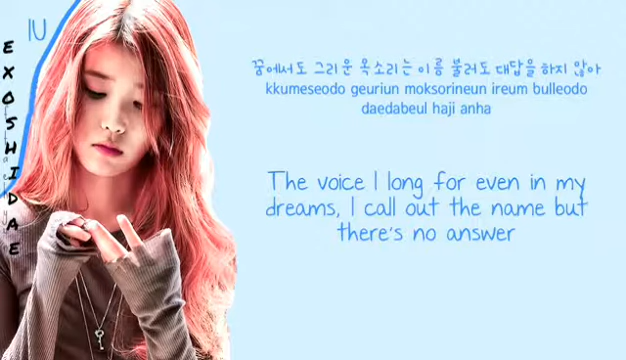 IU
EXOSHIDAE
꿈에서도 그리운 목소리는 이름 불러도 대답을 하지 않아
kkumeseodo geuriun moksorineun ireum bulleodo
daedabeul haji anha
The voice I long for even in my
dreams, I call out the name but
there's no answer